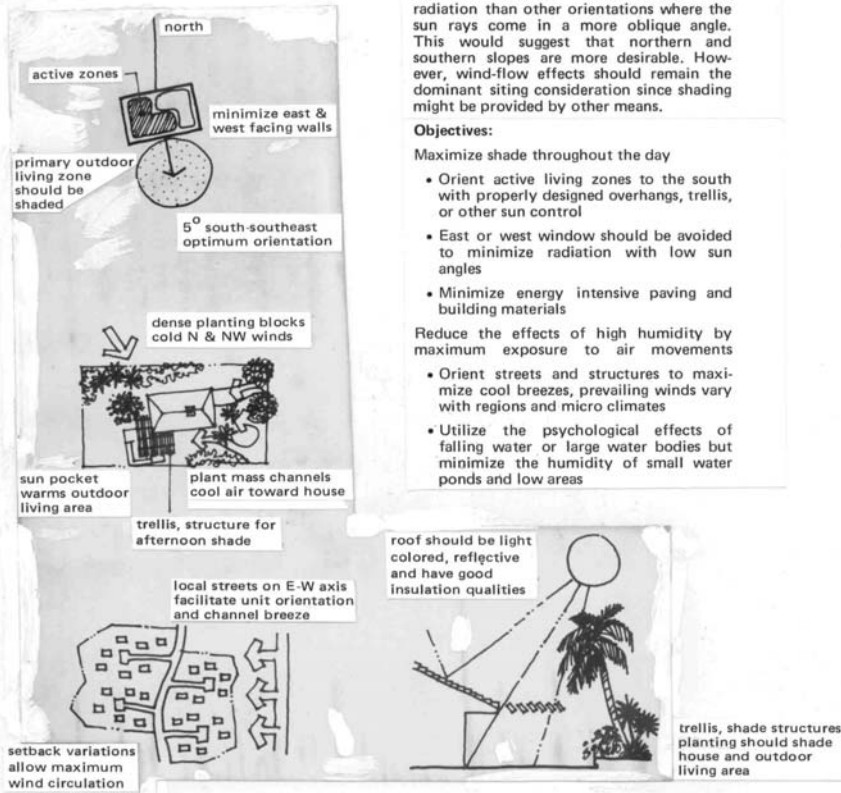 north
active zones
minimize east &
west facing walls
primary outdoor
living zone
should be
shaded
5° south-southeast
optimum orientation
dense planting blocks
cold N & NW winds
sun pocket
warms outdoor
living area
plant mass channels
cool air toward house
trellis, structure for
afternoon shade
local streets on E-W axis
facilitate unit orientation
and channel breeze
setback variations
allow maximum
wind circulation
radiation than other orientations where the
sun rays come in a more oblique angle.
This would suggest that northern and
southern slopes are more desirable. How-
ever, wind-flow effects should remain the
dominant siting consideration since shading
might be provided by other means.
Objectives:
Maximize shade throughout the day
• Orient active living zones to the south
with properly designed overhangs, trellis,
or other sun control
• East or west window should be avoided
to minimize radiation with low sun
angles
• Minimize energy intensive paving and
building materials
Reduce the effects of high humidity by
maximum exposure to air movements
• Orient streets and structures to maxi-
mize cool breezes, prevailing winds vary
with regions and micro climates
• Utilize the psychological effects of
falling water or large water bodies but
minimize the humidity of small water
ponds and low areas
roof should be light
colored, reflective
and have good
insulation qualities
trellis, shade structures
planting should shade
house and outdoor
living area